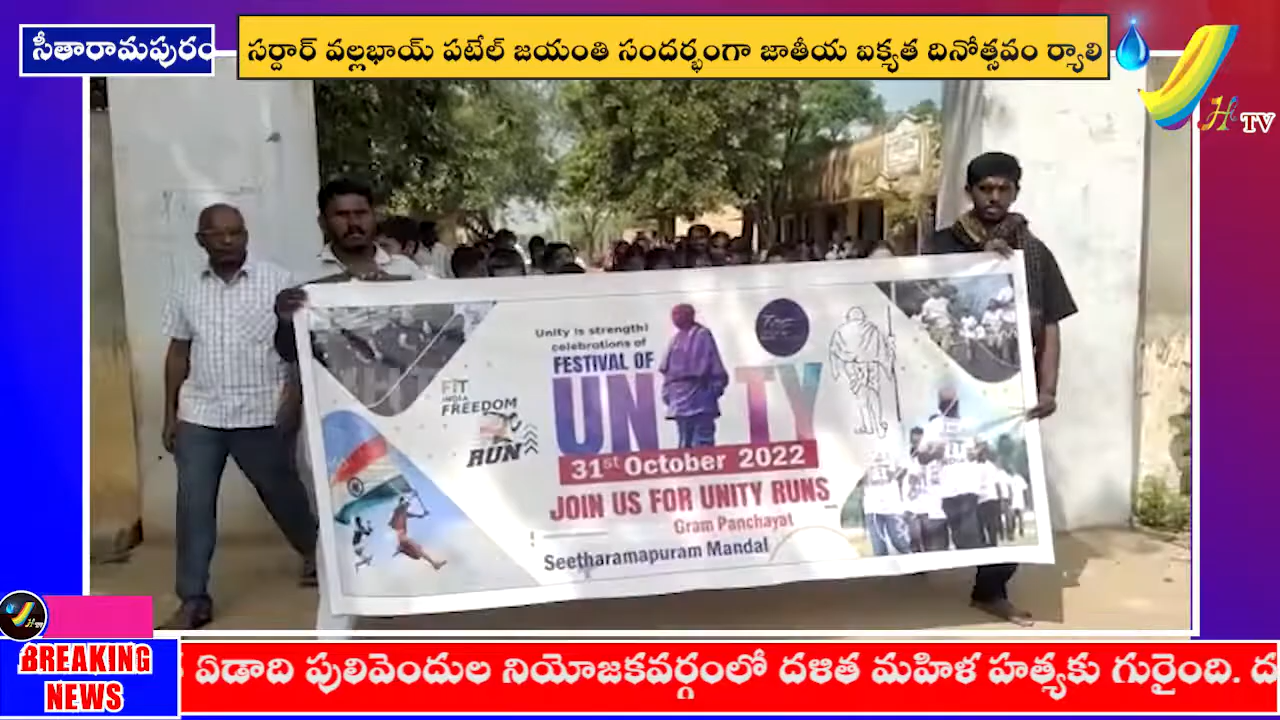 సీతారామపురం
సర్దార్ వల్లభాయ్ పటేల్ జయంతి సందర్భంగా జాతీయ ఐక్యత దినోత్సవం ర్యాలి
JH TV
Unity is strength!
celebrations of
FESTIVAL OF
UNITY
FIT
INDIA
FREEDOM
RUN
31st October 2022
JOIN US FOR UNITY RUNS
Gram Panchayat
Seetharamapuram Mandal
BREAKING
NEWS
ఏడాది పులివెందుల నియోజకవర్గంలో దళిత మహిళ హత్యకు గురైంది.